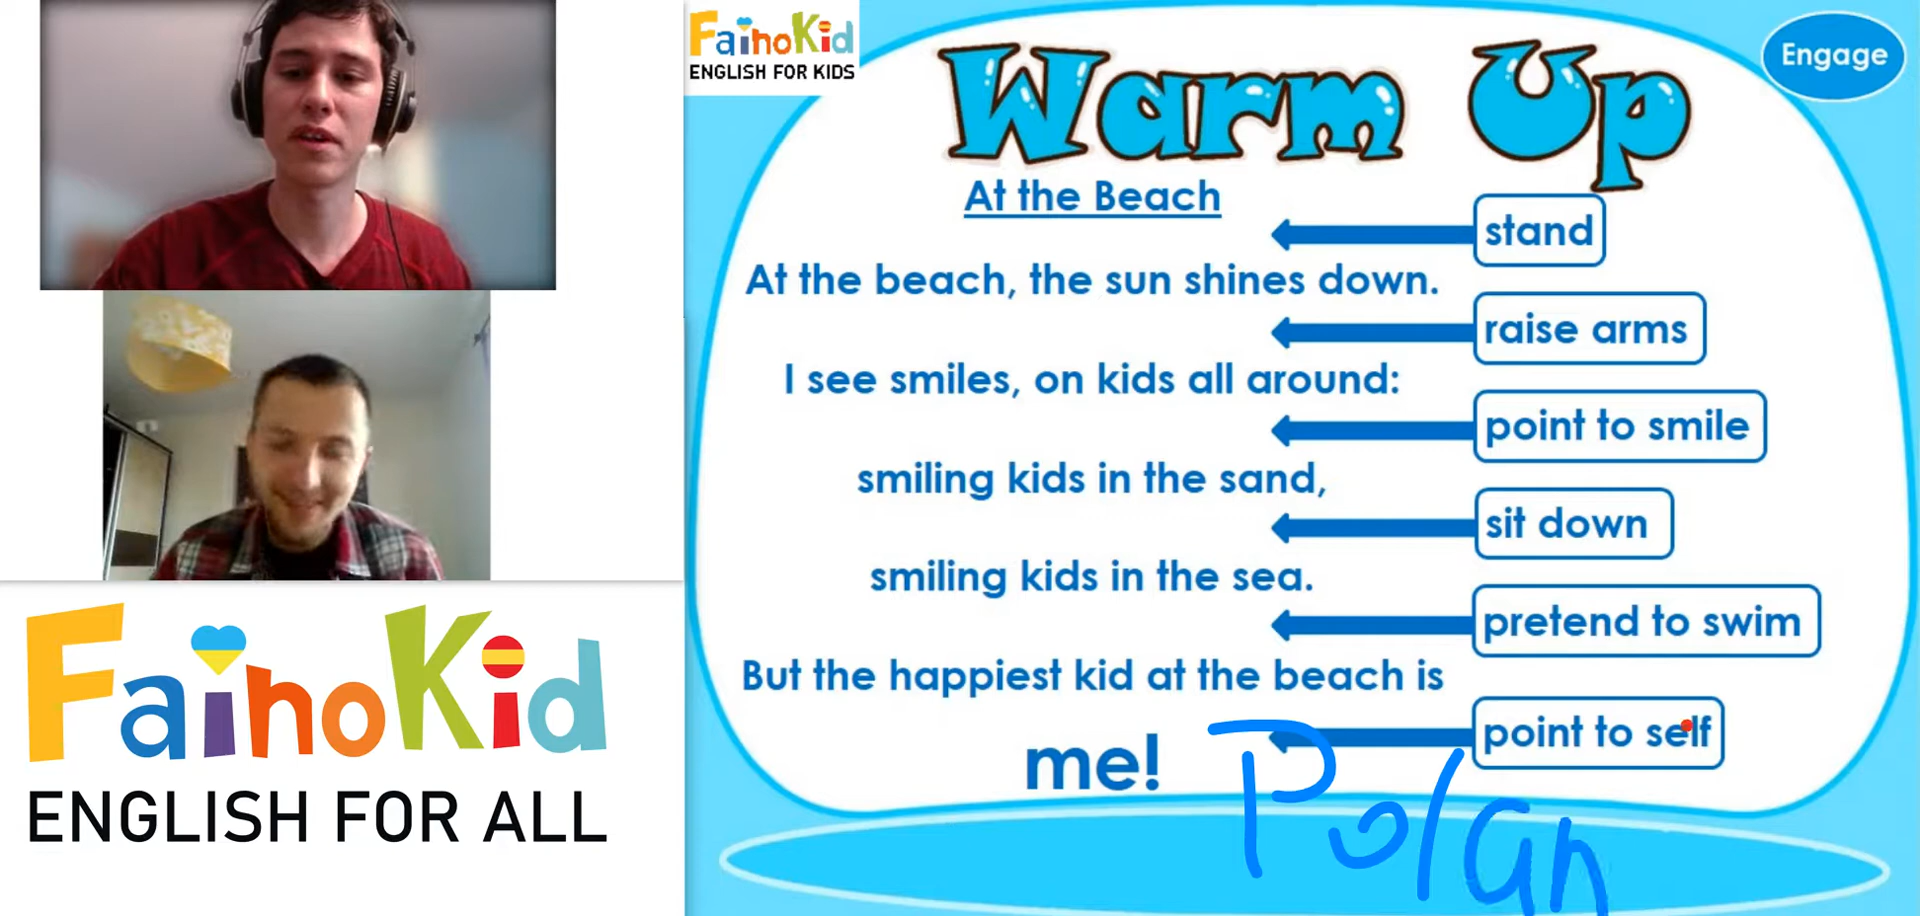 FainoKid
ENGLISH FOR KIDS
Warm Up
Engage
At the Beach
stand
At the beach, the sun shines down.
raise arms
I see smiles, on kids all around:
point to smile
smiling kids in the sand,
sit down
smiling kids in the sea.
pretend to swim
But the happiest kid at the beach is
point to self
me!
Polan
FainoKid
ENGLISH FOR ALL